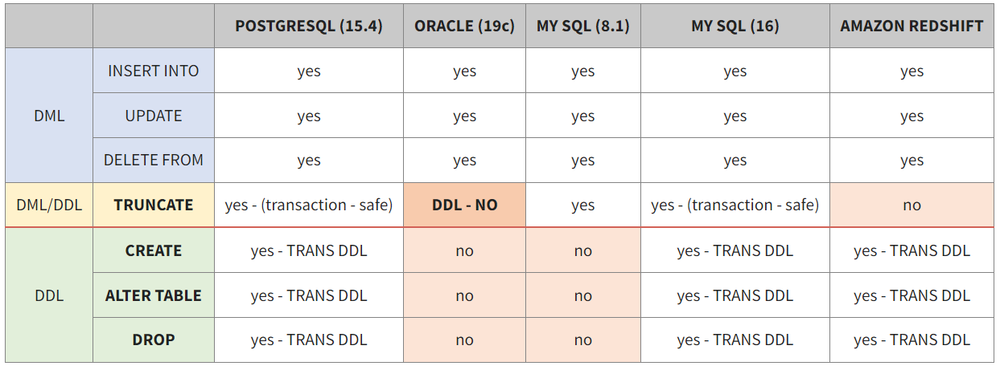 POSTGRESQL (15.4) ORACLE (19c) MY SQL (8.1) MY SQL (16) AMAZON REDSHIFT
DML INSERT INTO yes yes yes yes yes
UPDATE yes yes yes yes yes
DELETE FROM yes yes yes yes yes
DML/DDL TRUNCATE yes - (transaction - safe) DDL - NO yes yes - (transaction - safe) no
DDL CREATE yes - TRANS DDL no no yes - TRANS DDL yes - TRANS DDL
ALTER TABLE yes - TRANS DDL no no yes - TRANS DDL yes - TRANS DDL
DROP yes - TRANS DDL no no yes - TRANS DDL yes - TRANS DDL